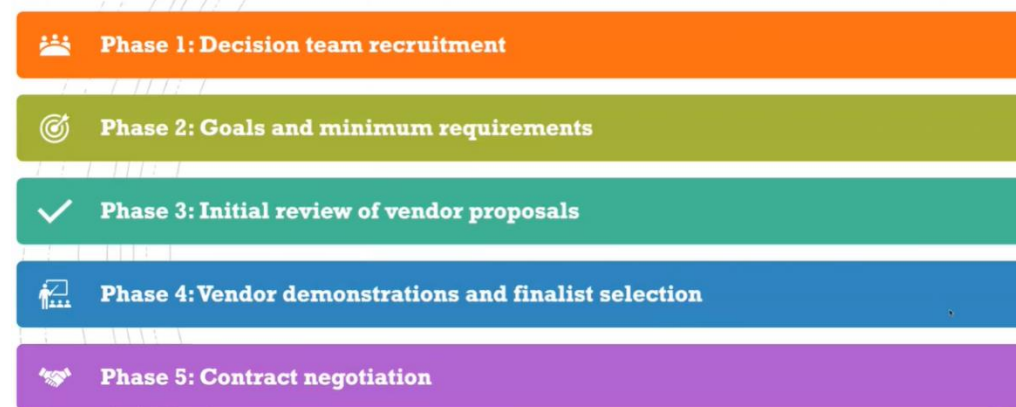 Phase 1: Decision team recruitment
Phase 2: Goals and minimum requirements
Phase 3: Initial review of vendor proposals
Phase 4: Vendor demonstrations and finalist selection
Phase 5: Contract negotiation